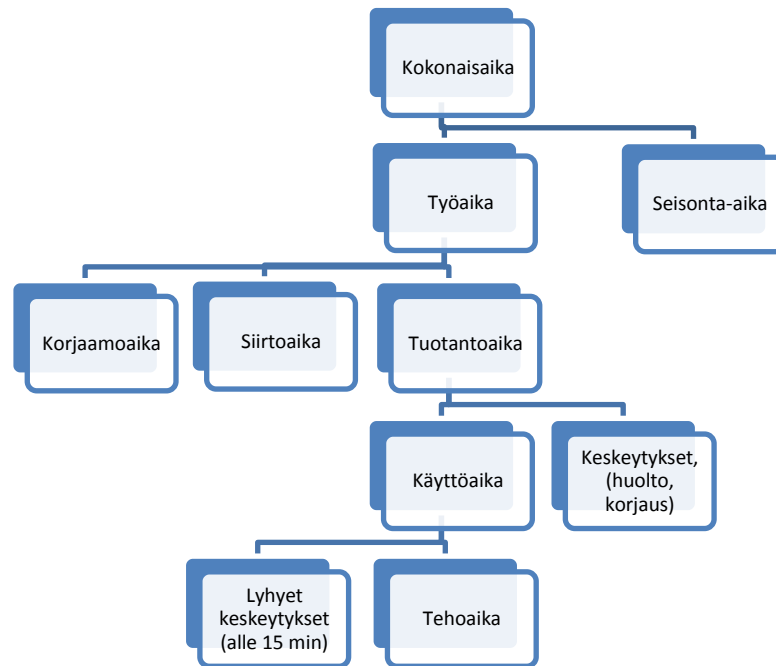 Kokonaisaika
Työaika
Seisonta-aika
Korjaamoaika
Siirtoaika
Tuotantoaika
Käyttöaika
Keskeytykset,
(huolto,
korjaus)
Lyhyet
keskeytykset
(alle 15 min)
Tehoaika